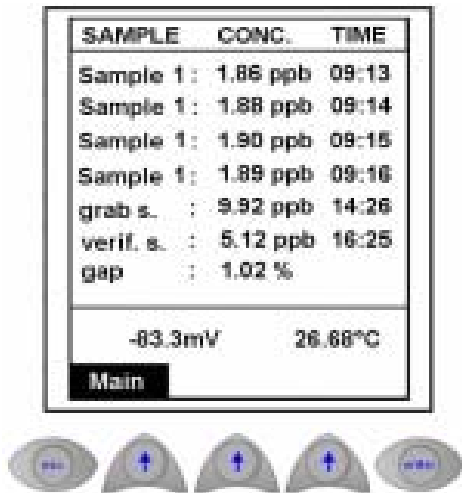 SAMPLE CONC. TIME
Sample 1 : 1.86 ppb 09:13
Sample 1 : 1.88 ppb 09:14
Sample 1 : 1.90 ppb 09:15
Sample 1 : 1.89 ppb 09:16
grab s. : 9.92 ppb 14:26
verif. s. : 5.12 ppb 16:25
gap : 1.02 %
-83.3mV 26.68°C
Main
esc enter